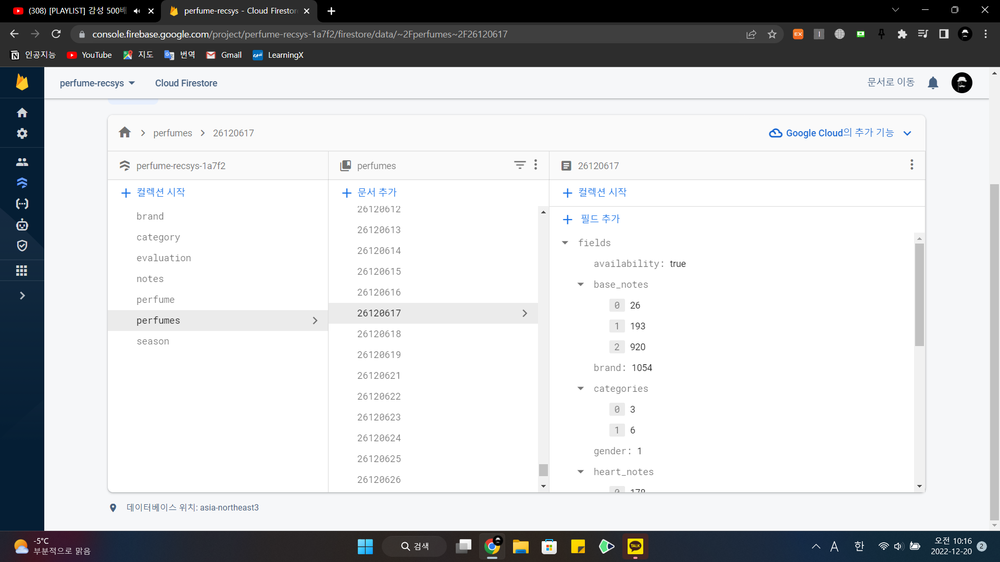 (308) [PLAYLIST] 감성 500배
perfume-recsys - Cloud Firestore
console.firebase.google.com/project/perfume-recsys-1a7f2/firestore/data/~2Fperfumes~2F26120617
인공지능
YouTube
지도
번역
Gmail
LearningX
perfume-recsys
Cloud Firestore
문서로 이동
perfumes
26120617
Google Cloud의 추가 기능
perfume-recsys-1a7f2
컬렉션 시작
brand
category
evaluation
notes
perfume
perfumes
season
perfumes
문서 추가
26120612
26120613
26120614
26120615
26120616
26120617
26120618
26120619
26120621
26120622
26120623
26120624
26120625
26120626
26120617
컬렉션 시작
필드 추가
fields
availability: true
base_notes
0 26
1 193
2 920
brand: 1054
categories
0 3
1 6
gender: 1
heart_notes
0 178
데이터베이스 위치: asia-northeast3
-5°C
부분적으로 맑음
검색
TALK
A
한
오전 10:16
2022-12-20
2